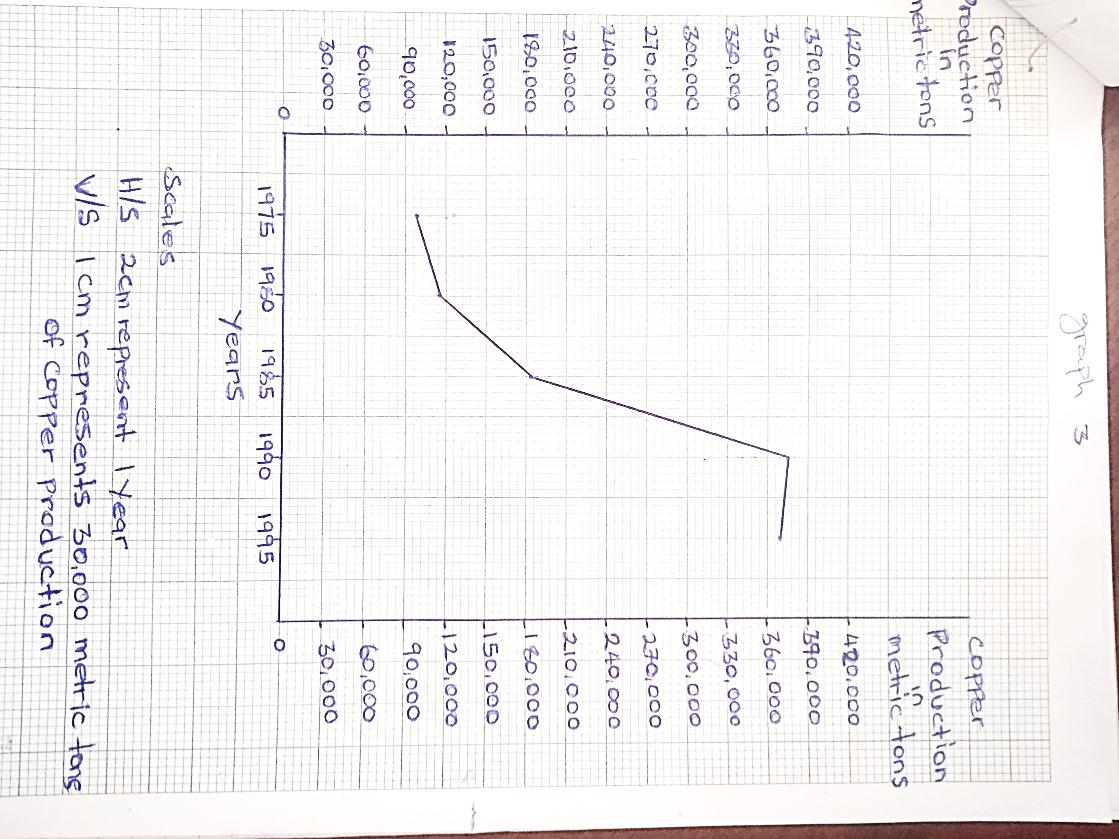 graph 3
Copper
Production
in
metric tons
420,000
390,000
360,000
330,000
300,000
270,000
240,000
210,000
180,000
150,000
120,000
90,000
60,000
30,000
0
Copper
Production
in
metric tons
420,000
390,000
360,000
330,000
300,000
270,000
240,000
210,000
180,000
150,000
120,000
90,000
60,000
30,000
0
1975 1980 1985 1990 1995
Years
Scales
H/S 2cm represent 1 Year
V/S 1cm represents 30,000 metric tons
of Copper Production